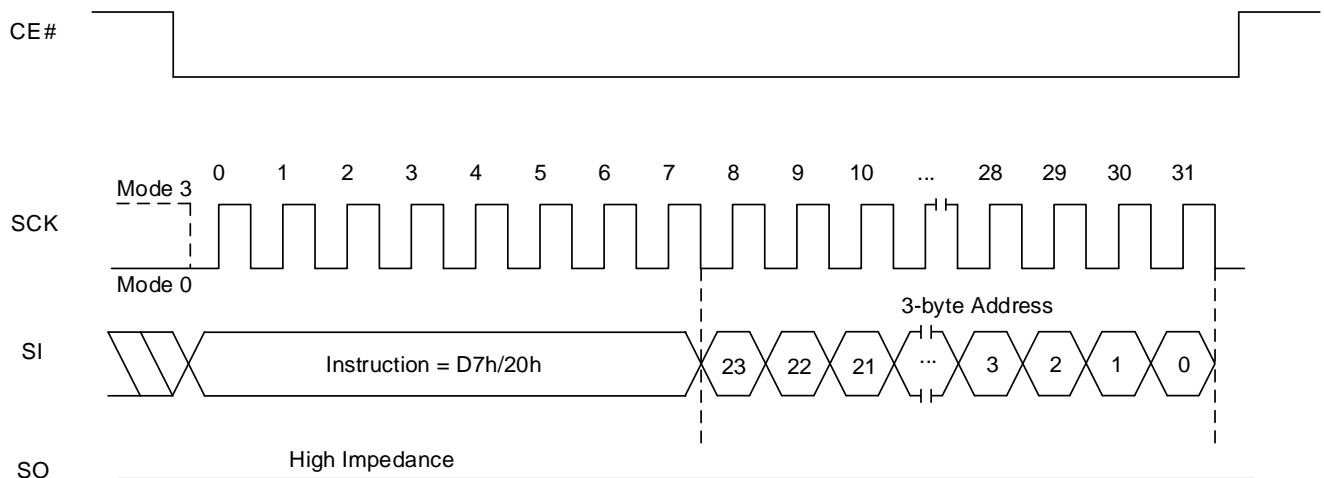 CE#
0 1 2 3 4 5 6 7 8 9 10 ... 28 29 30 31
Mode 3
SCK
Mode 0
3-byte Address
SI
Instruction = D7h/20h
23 22 21 ... 3 2 1 0
High Impedance
SO